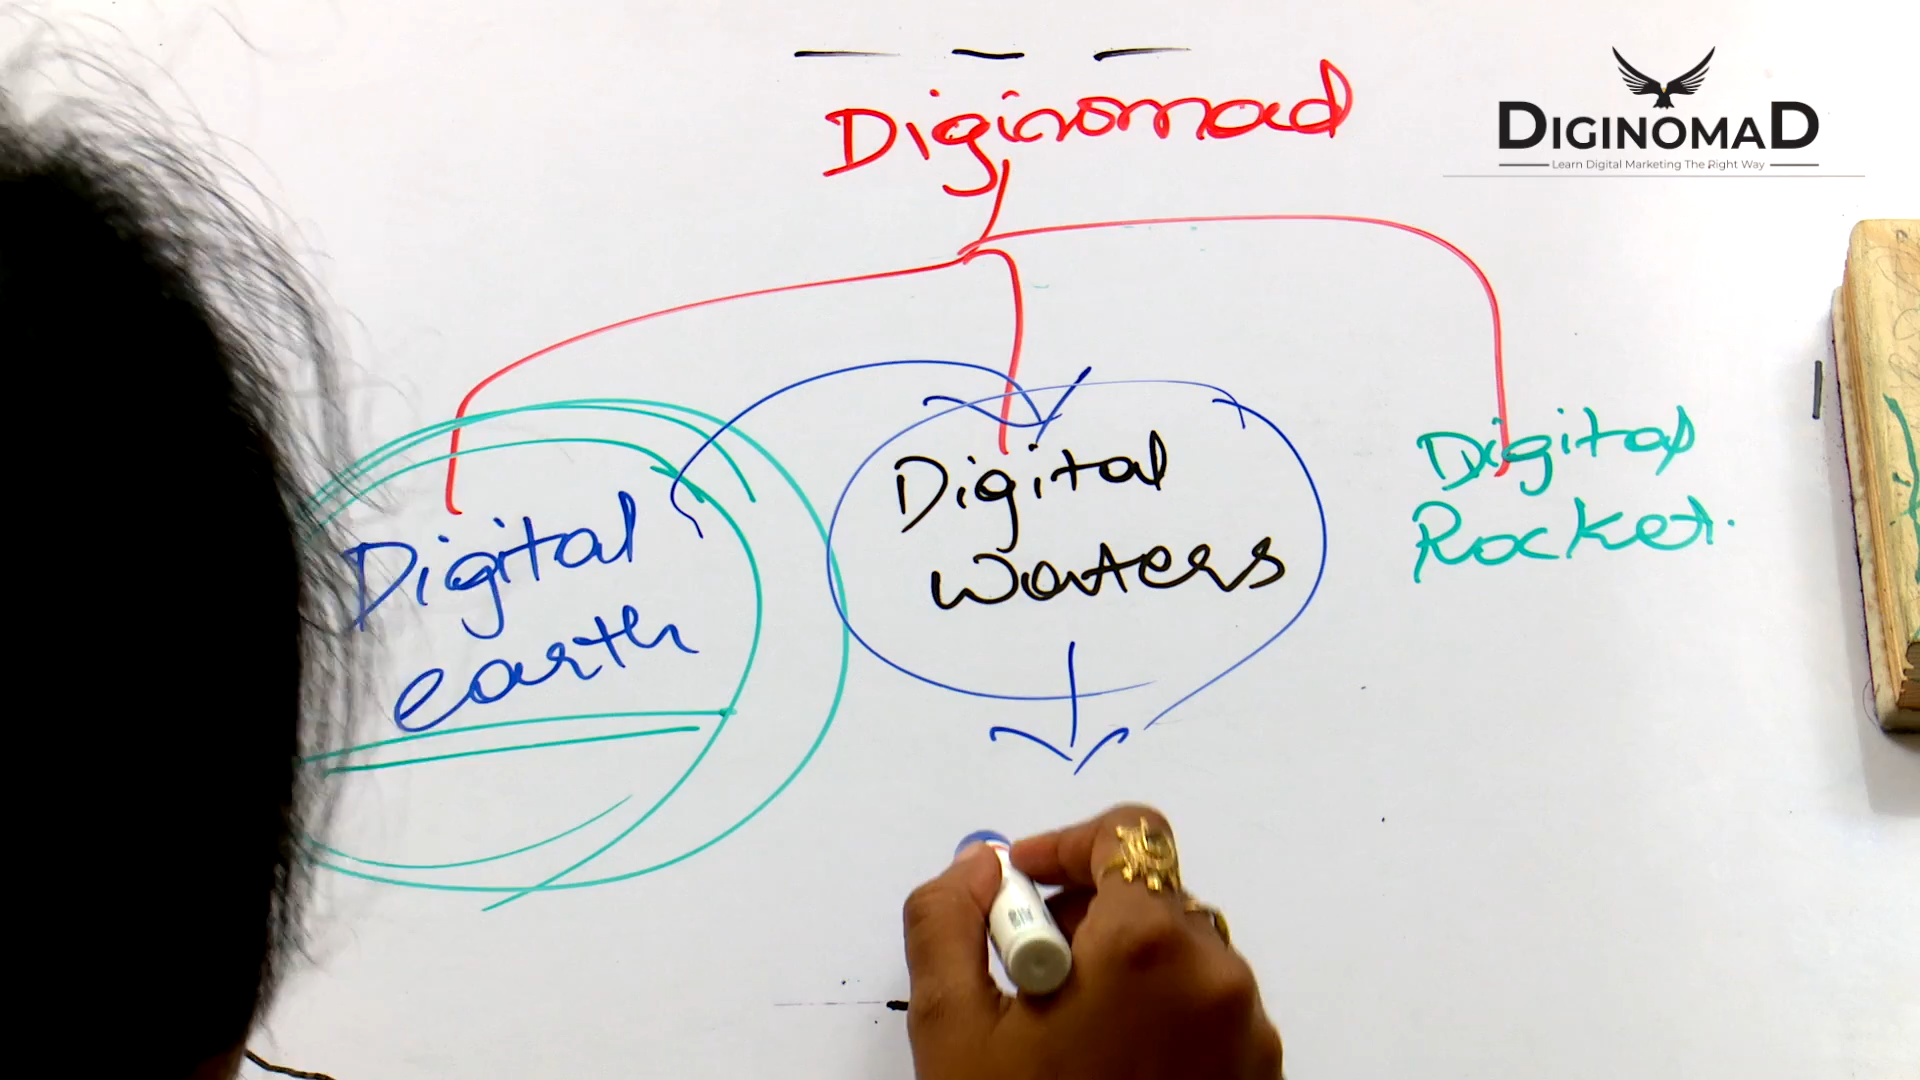 Diginomad
DIGINOMAD
Learn Digital Marketing The Right Way
Digital
earth
Digital
Waters
Digital
Rocket.